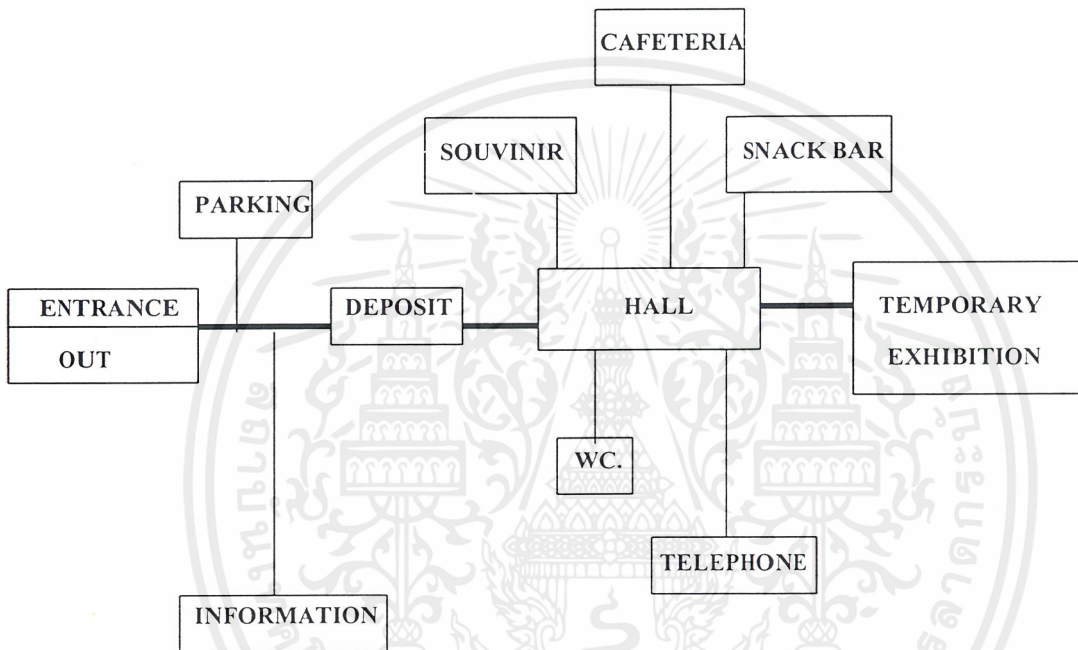 CAFETERIA
SOUVINIR
SNACK BAR
PARKING
ENTRANCE
OUT
DEPOSIT
HALL
TEMPORARY
EXHIBITION
WC.
TELEPHONE
INFORMATION